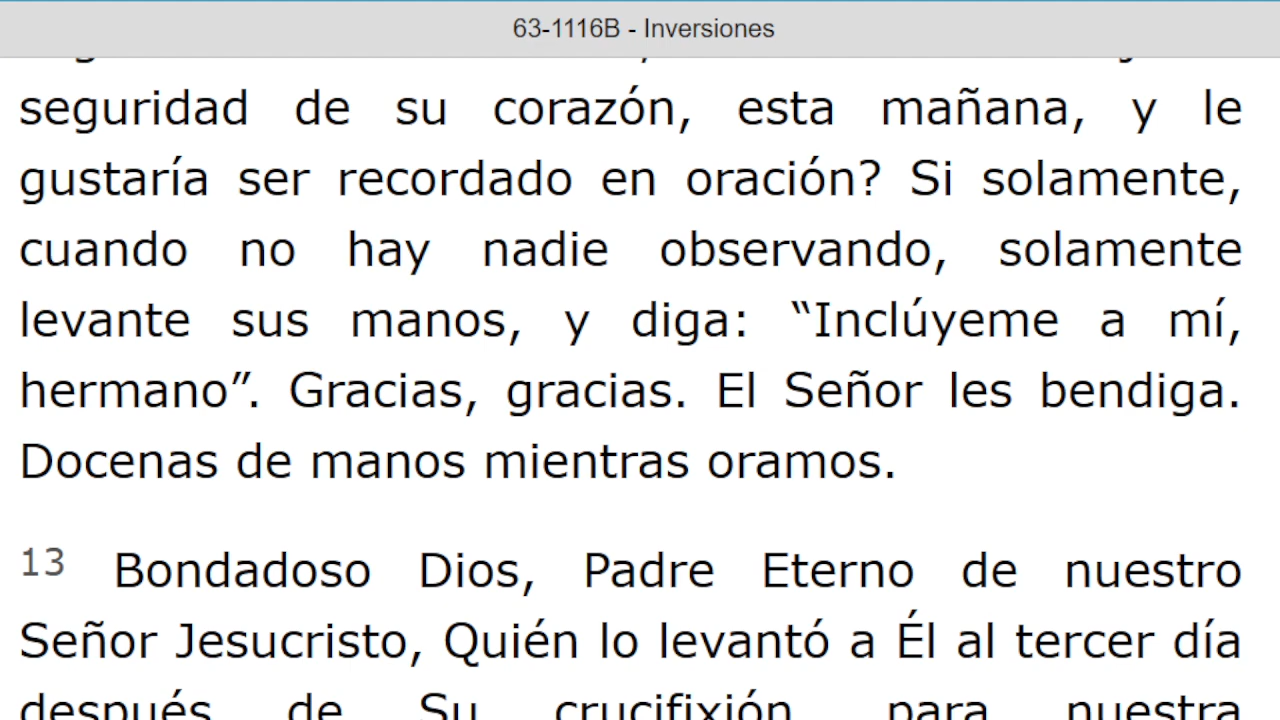 63-1116B - Inversiones
seguridad de su corazón, esta mañana, y le
gustaría ser recordado en oración? Si solamente,
cuando no hay nadie observando, solamente
levante sus manos, y diga: “Inclúyeme a mí,
hermano”. Gracias, gracias. El Señor les bendiga.
Docenas de manos mientras oramos.
13 Bondadoso Dios, Padre Eterno de nuestro
Señor Jesucristo, Quién lo levantó a Él al tercer día
después de Su crucifixión, para nuestra